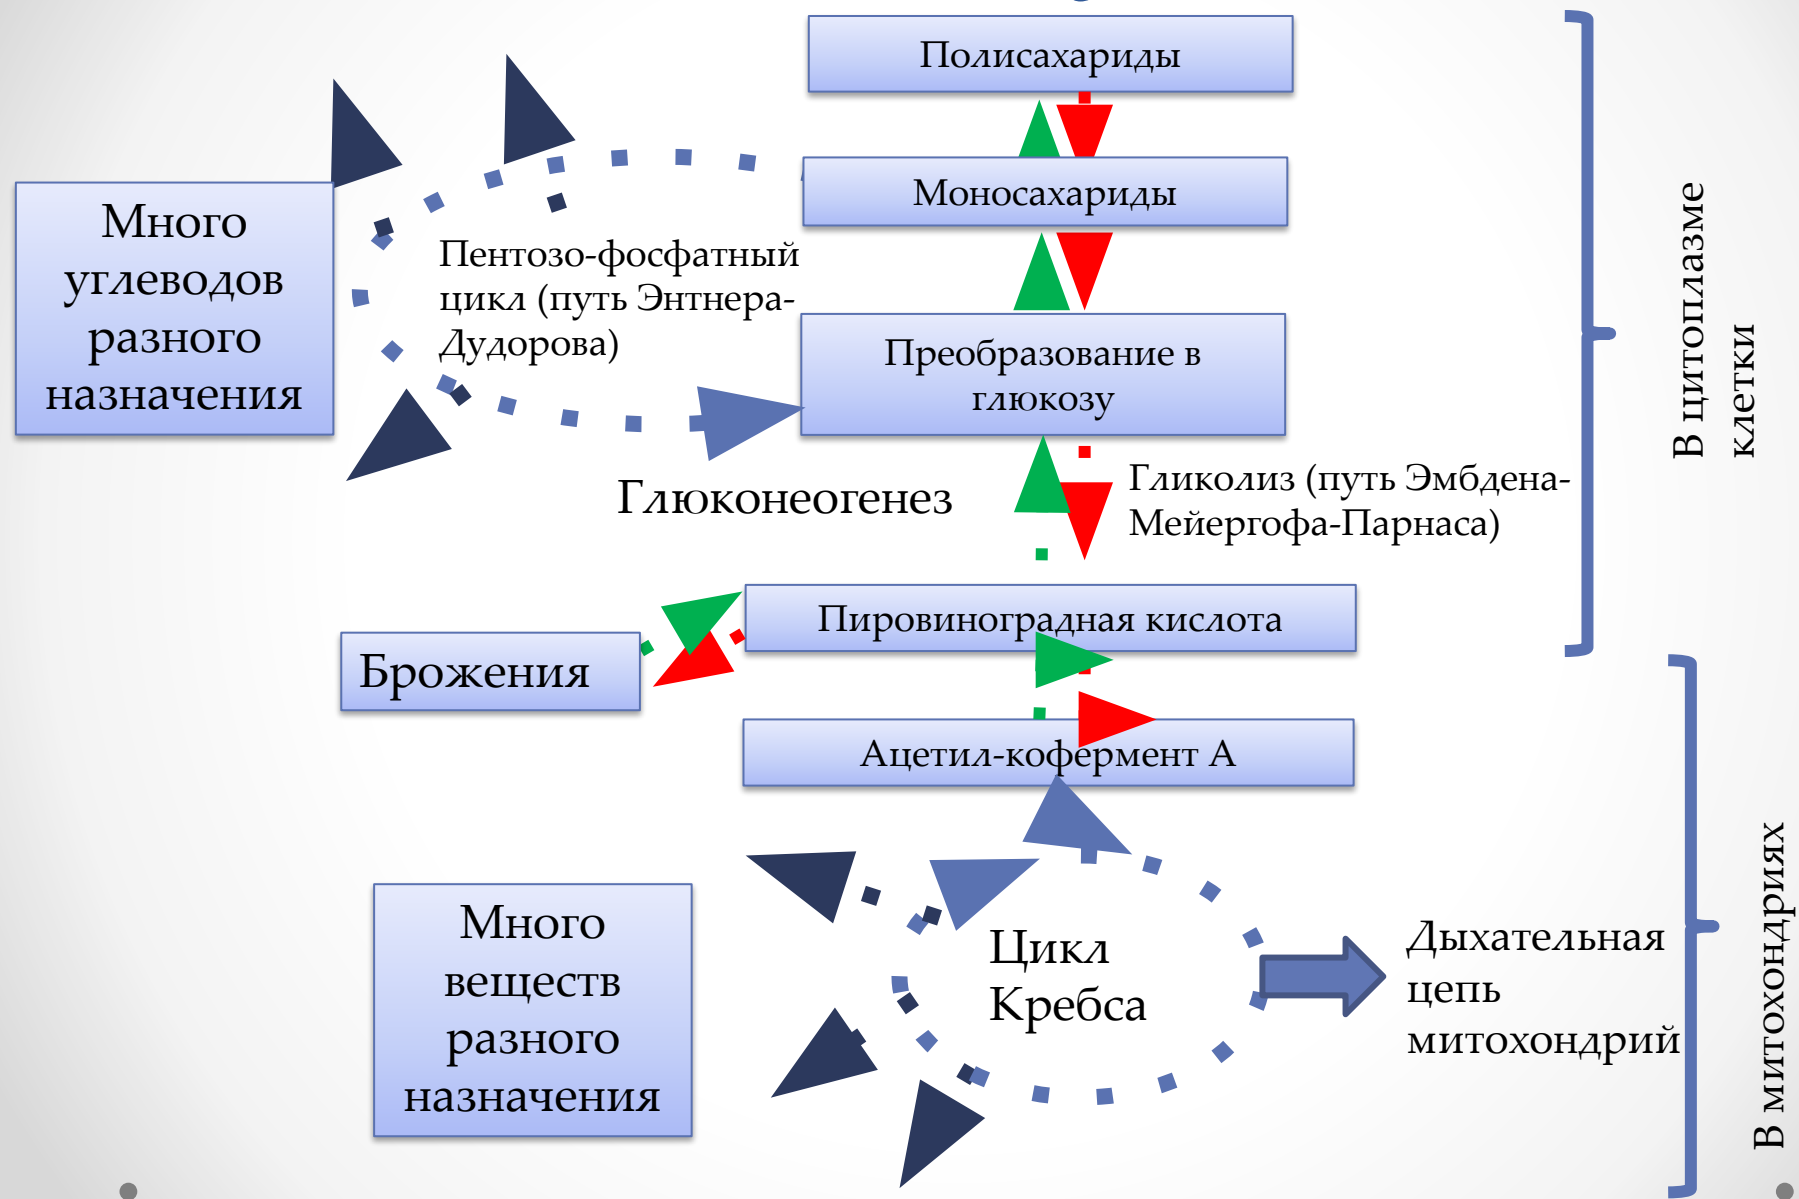 Полисахариды
Моносахариды
Много
углеводов
разного
назначения
Пентозо-фосфатный
цикл (путь Энтнера-
Дудорова)
Преобразование в
глюкозу
Глюконеогенез
Гликолиз (путь Эмбдена-
Мейергофа-Парнаса)
В цитоплазме
клетки
Пировиноградная кислота
Брожения
Ацетил-кофермент А
Много
веществ
разного
назначения
Цикл
Кребса
Дыхательная
цепь
митохондрий
В митохондриях